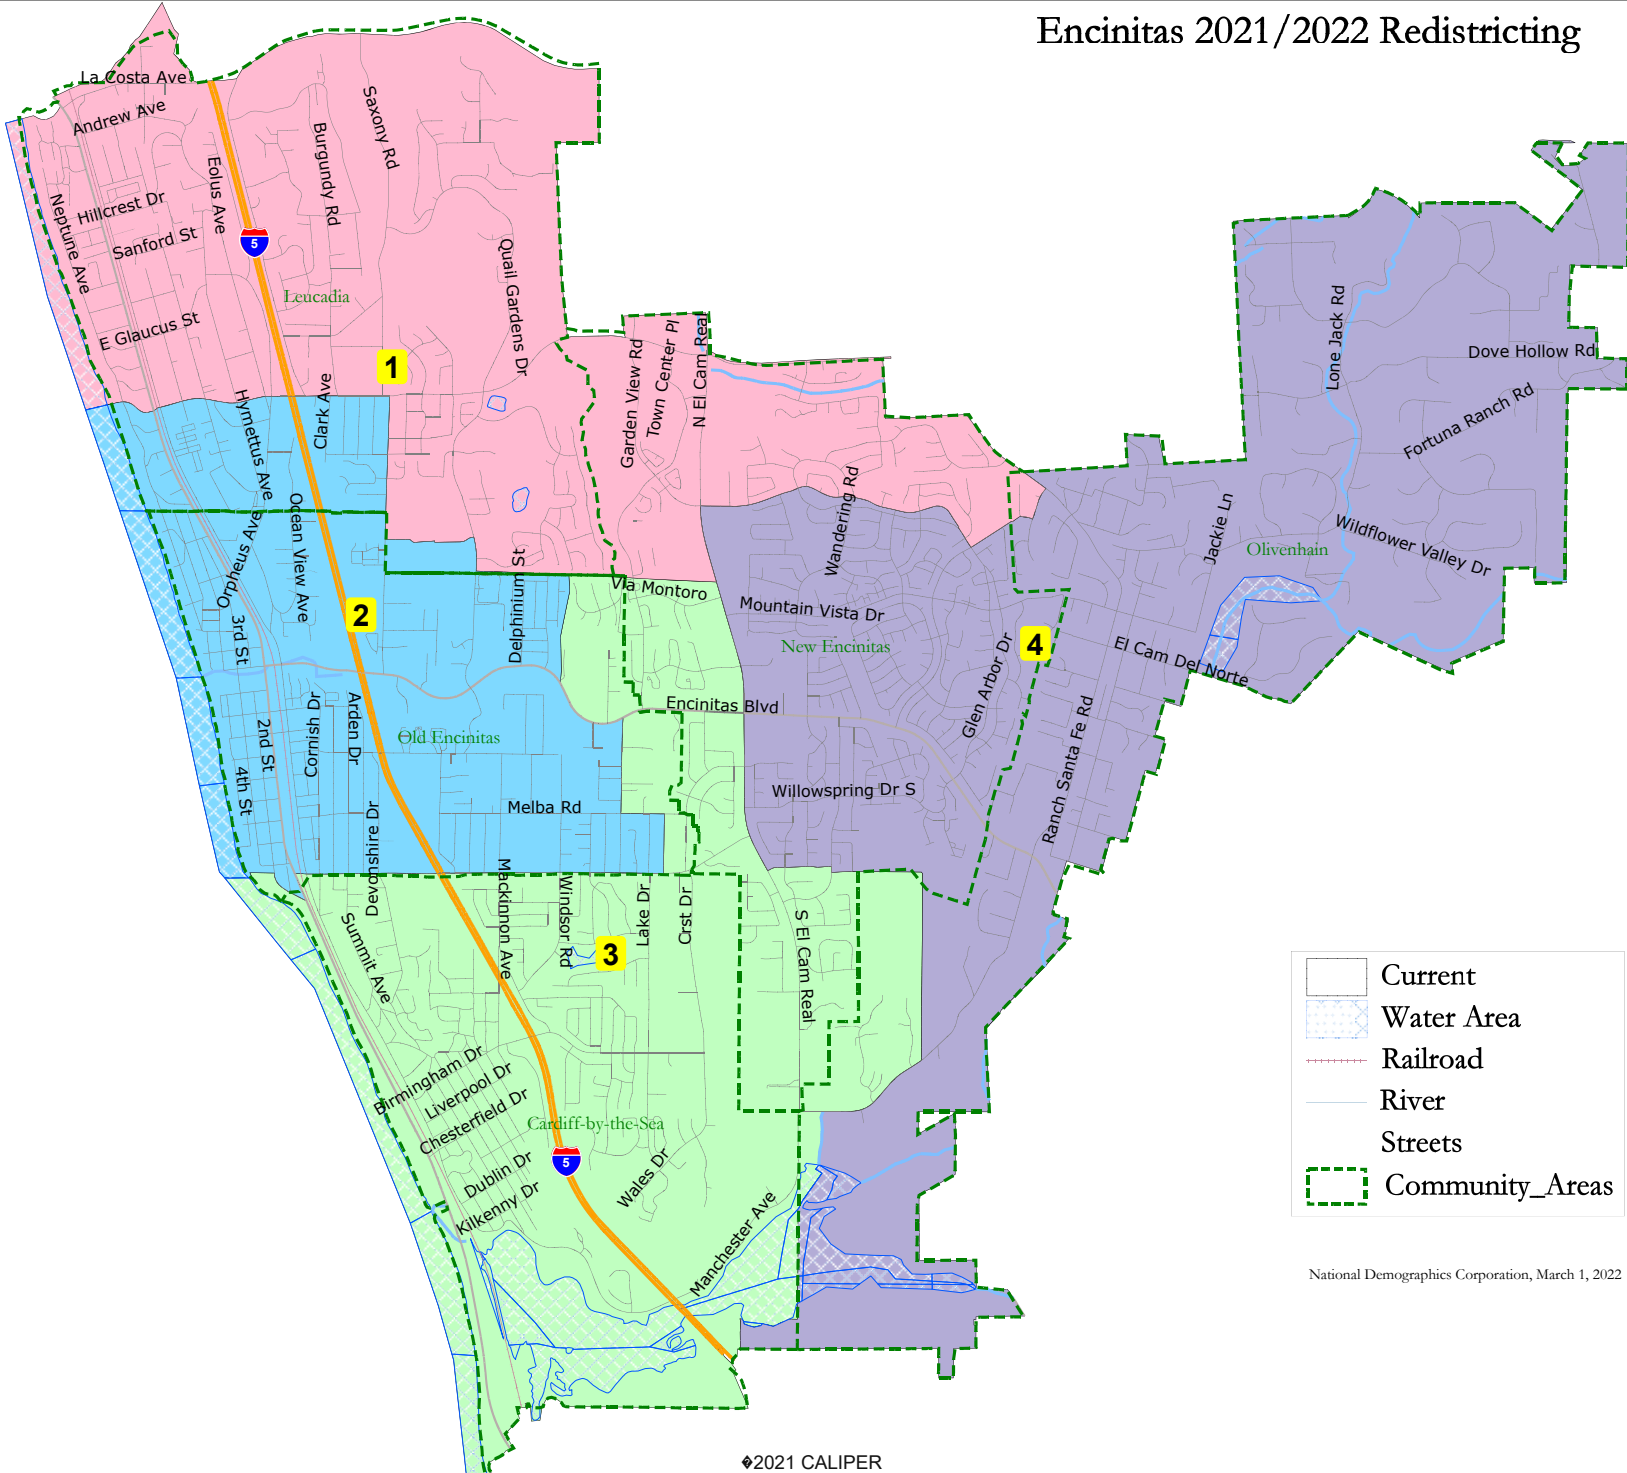 Encinitas 2021/2022 Redistricting
La Costa Ave
Andrew Ave
Saxony Rd
Burgundy Rd
Eolus Ave
Hillcrest Dr
Neptune Ave
Sanford St
5
Quail Gardens Dr
Leucadia
E Glaucus St
1
Garden View Rd
Town Center Pl
N El Cam Real
Lone Jack Rd
Dove Hollow Rd
Fortuna Ranch Rd
Hymettus Ave
Clark Ave
Wandering Rd
Jackie Ln
Wildflower Valley Dr
Olivenhain
Orpheus Ave
Ocean View Ave
Delphinium St
Via Montoro
Mountain Vista Dr
2
3rd St
New Encinitas
4
Glen Arbor Dr
El Cam Del Norte
Encinitas Blvd
2nd St
Cornish Dr
Arden Dr
Old Encinitas
Ranch Santa Fe Rd
4th St
Willowspring Dr S
Melba Rd
Devonshire Dr
Mackinnon Ave
Windsor Rd
Lake Dr
Crst Dr
Summit Ave
3
S El Cam Real
Birmingham Dr
Liverpool Dr
Chesterfield Dr
Cardiff-by-the-Sea
5
Dublin Dr
Kilkenny Dr
Wales Dr
Manchester Ave
Current
Water Area
Railroad
River
Streets
Community_Areas
National Demographics Corporation, March 1, 2022
�2021 CALIPER